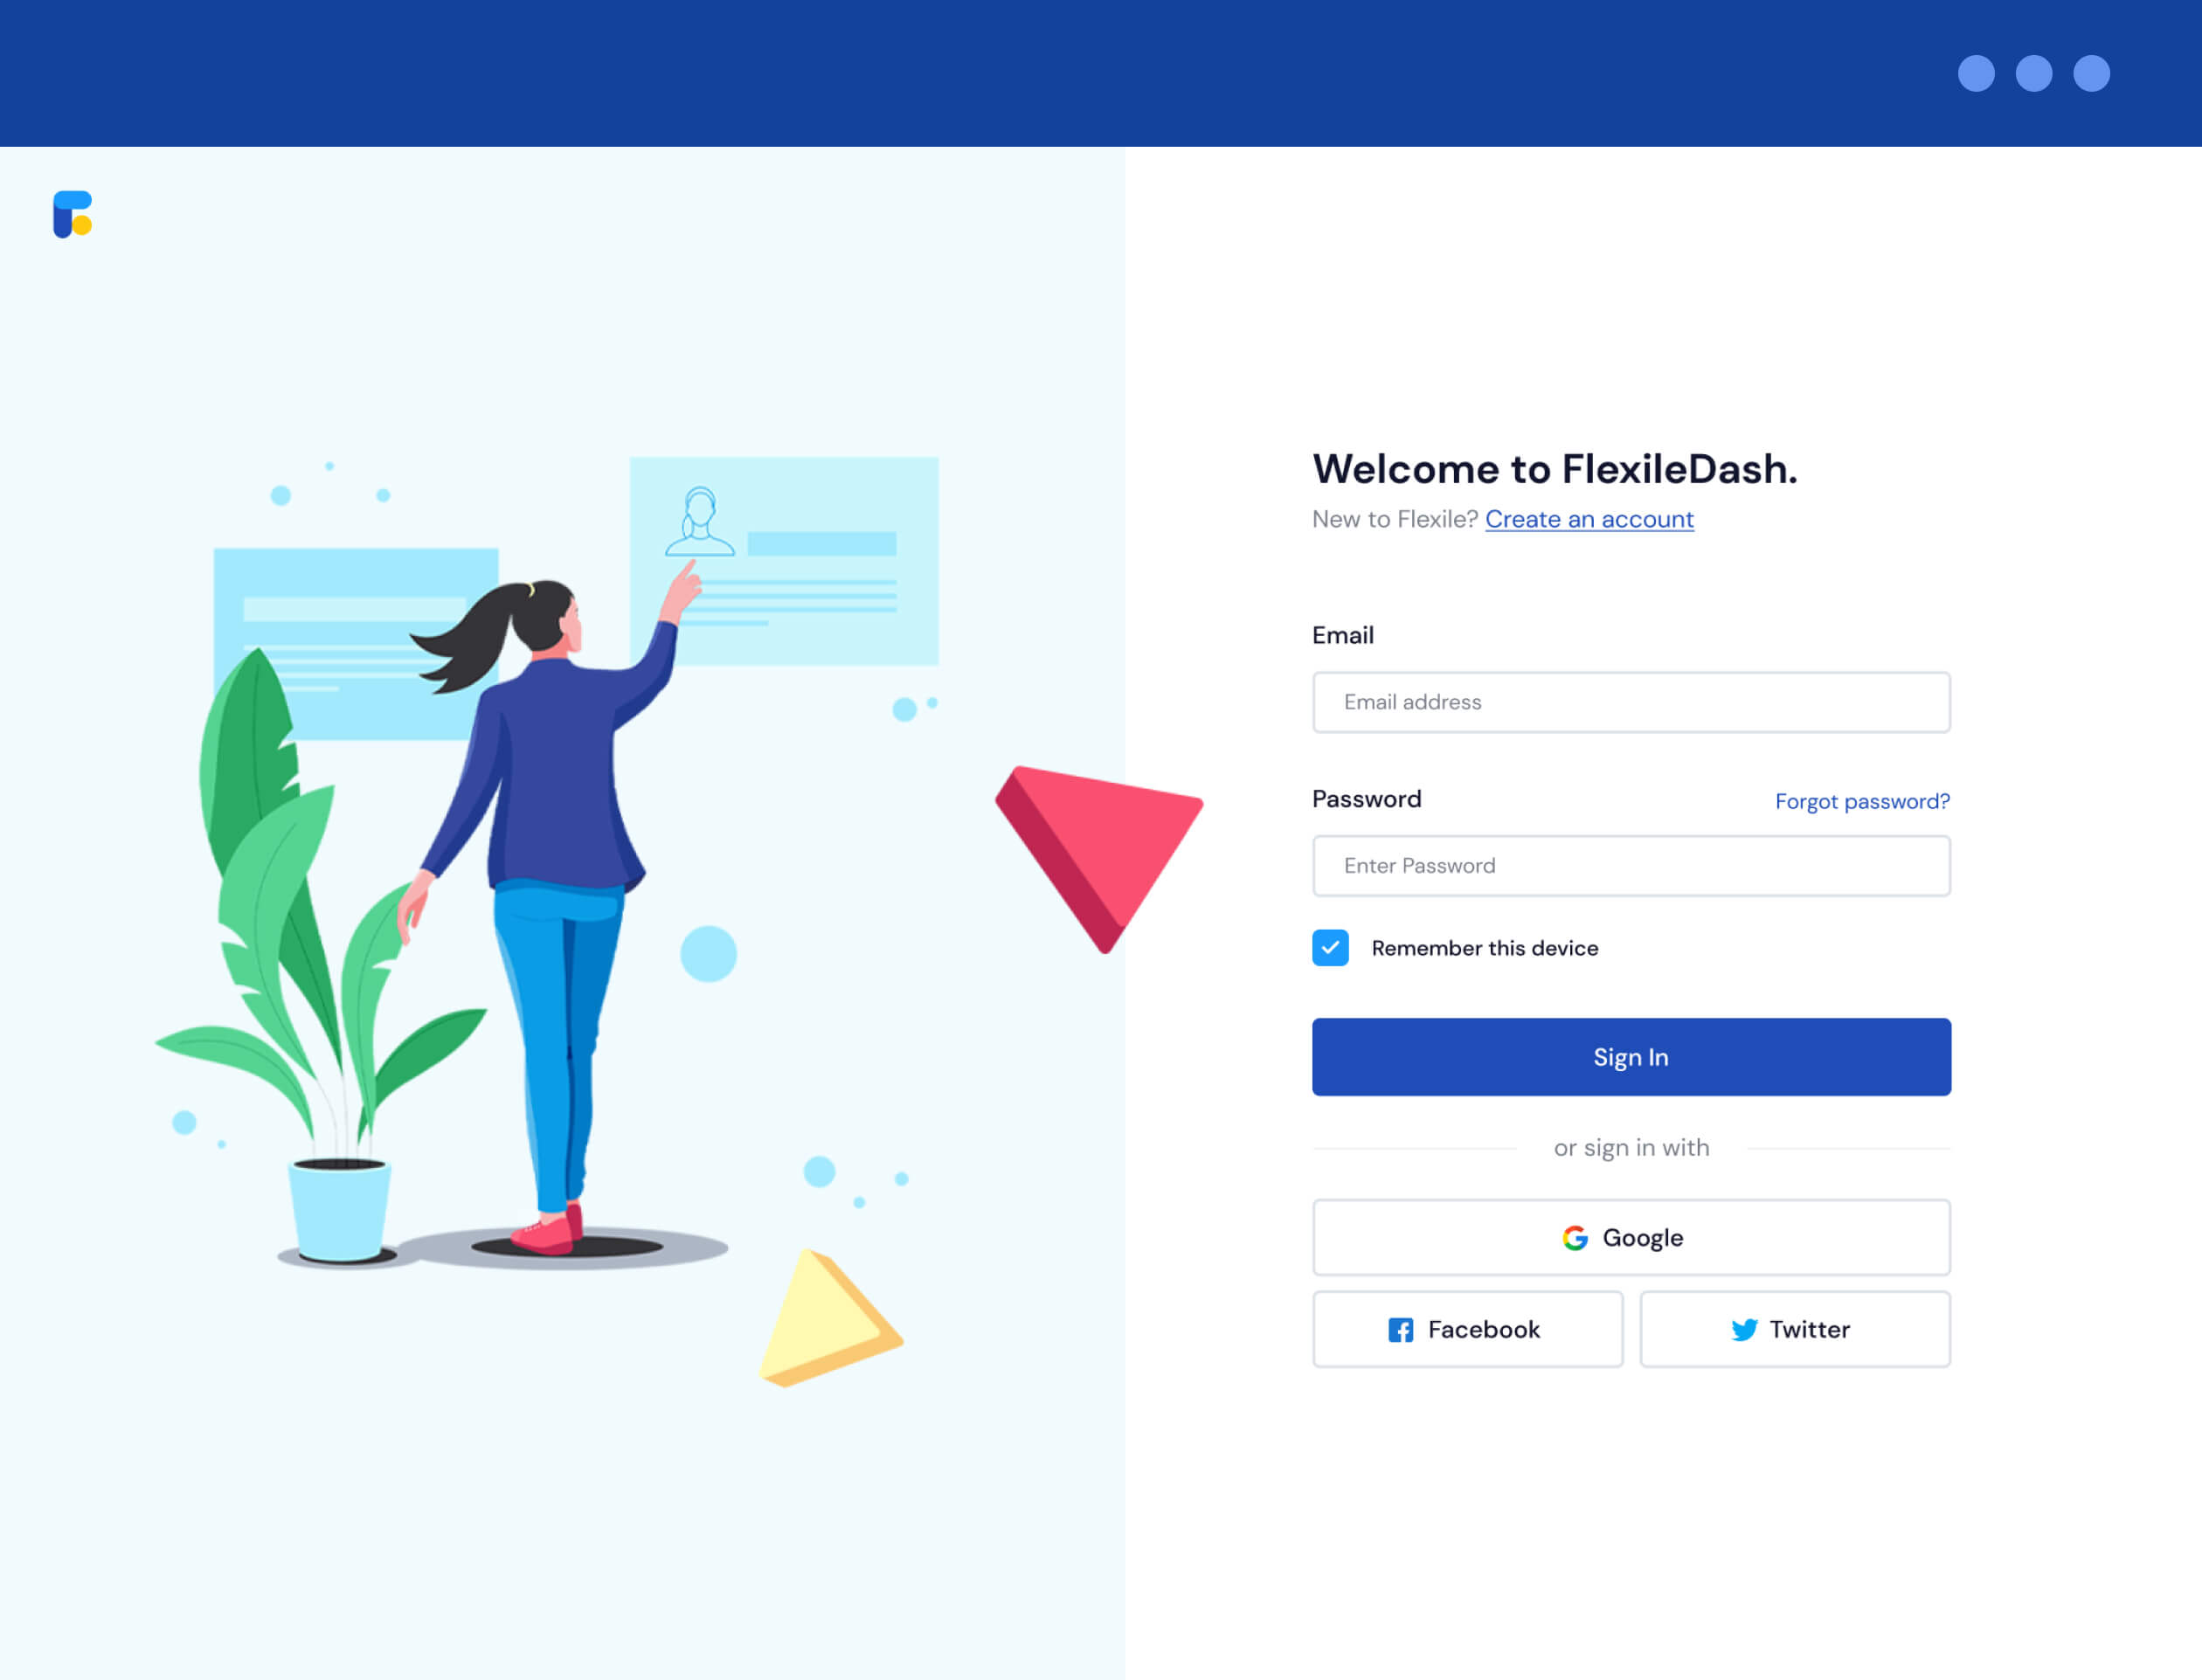 Welcome to FlexileDash.
New to Flexile? Create an account
Email
Email address
Password Forgot password?
Enter Password
Remember this device
Sign In
or sign in with
Google
Facebook Twitter